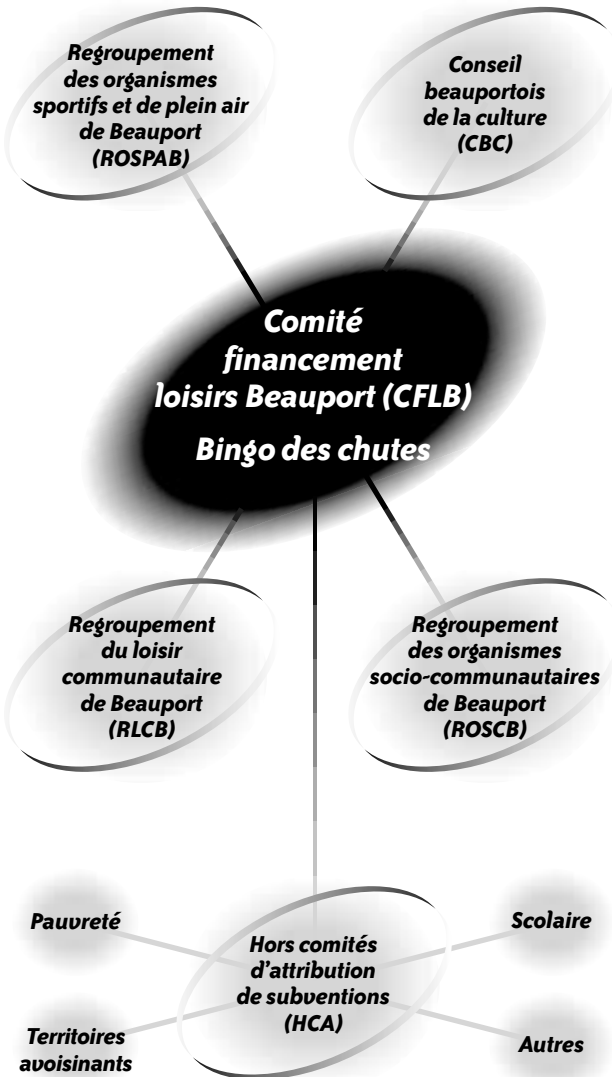 Regroupement
des organismes
sportifs et de plein air
de Beauport
(ROSPAB)
Conseil
beauportois
de la culture
(CBC)
Comité
financement
loisirs Beauport (CFLB)
Bingo des chutes
Regroupement
du loisir
communautaire
de Beauport
(RLCB)
Regroupement
des organismes
socio-communautaires
de Beauport
(ROSCB)
Pauvreté
Scolaire
Hors comités
d'attribution
de subventions
(HCA)
Territoires
avoisinants
Autres